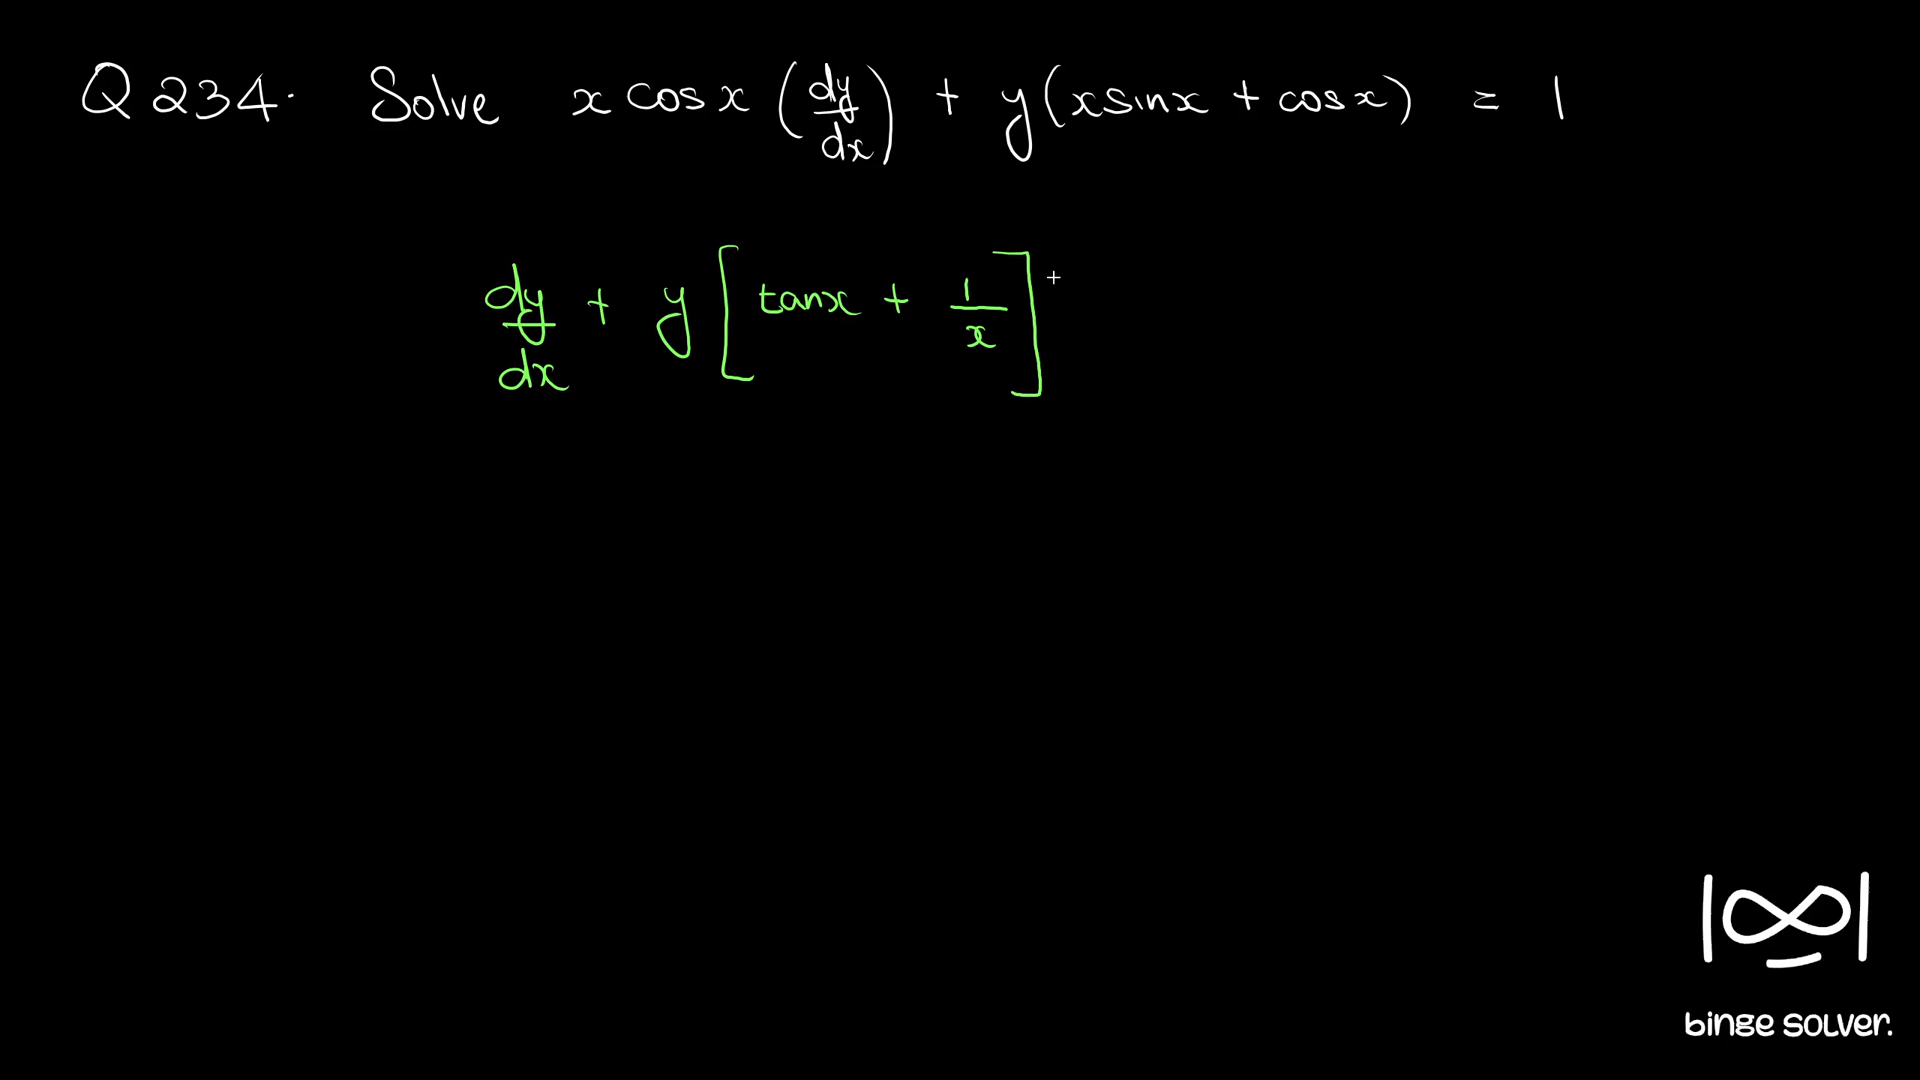 Q 234. Solve x cos x (dy/dx) + y(x sin x + cos x) = 1
dy/dx + y [tan x + 1/x]
binge solver.